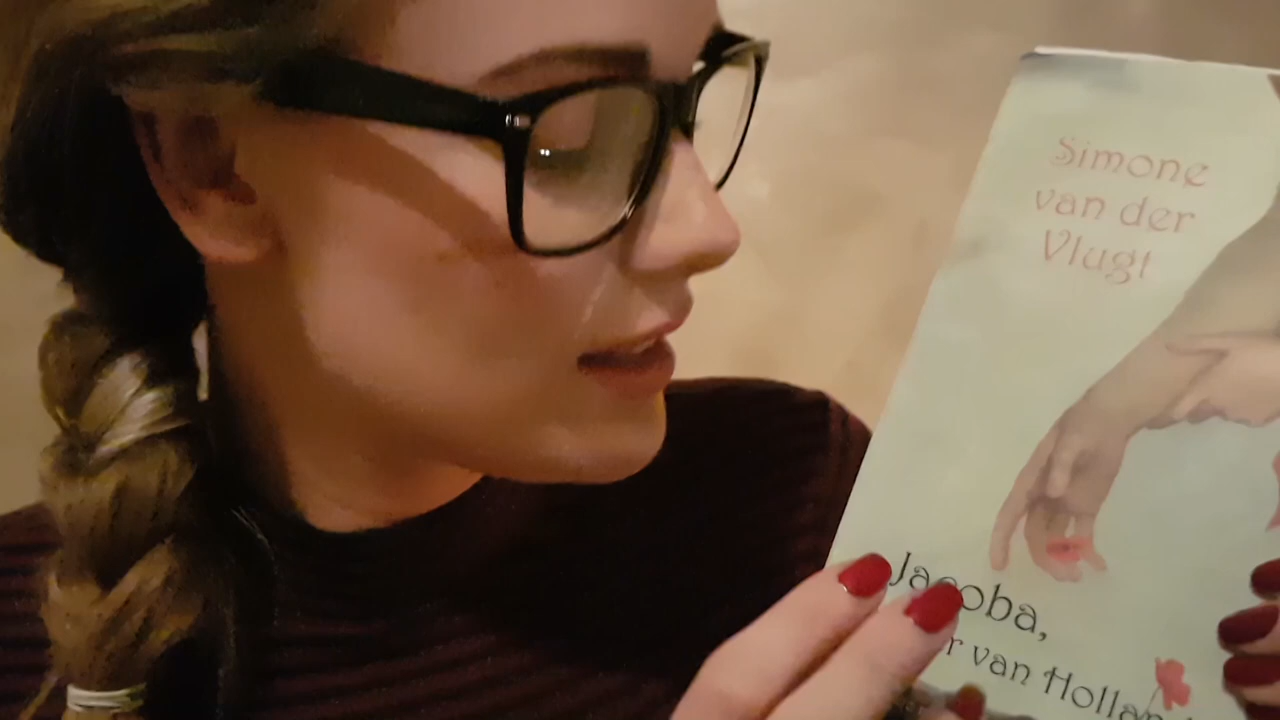 Simone
van der
Vlugt
Jacoba,
r van Hollan